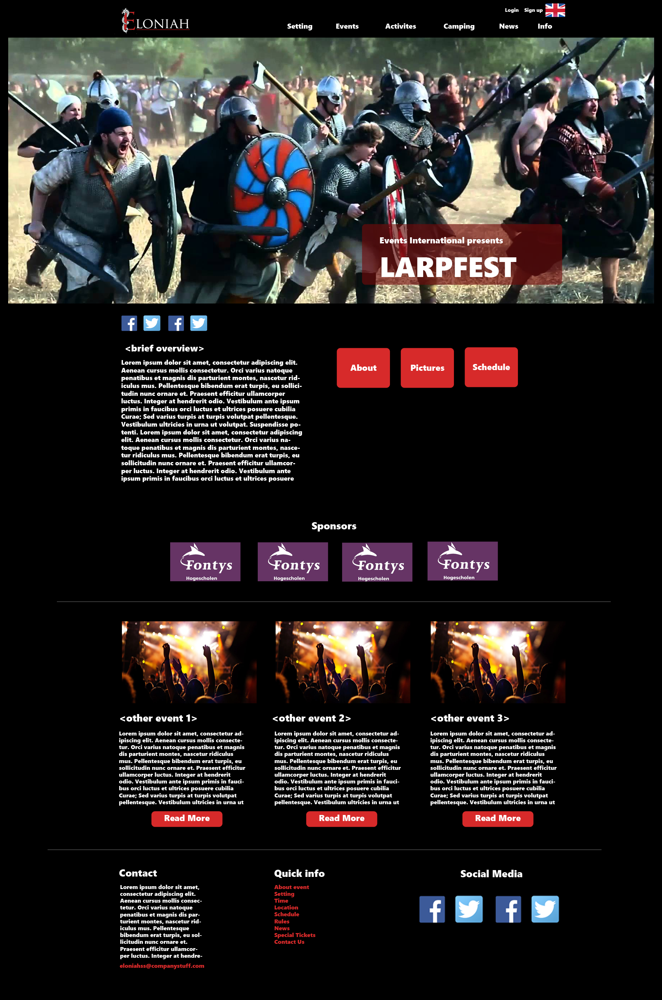 Login Sign up
ELONIAH
Setting Events Activites Camping News Info
Events International presents
LARPFEST
<brief overview>
Lorem ipsum dolor sit amet, consectetur adipiscing elit.
Aenean cursus mollis consectetur. Orci varius natoque
penatibus et magnis dis parturient montes, nascetur rid-
iculus mus. Pellentesque bibendum erat turpis, eu sollici-
tudin nunc ornare et. Praesent efficitur ullamcorper
luctus. Integer at hendrerit odio. Vestibulum ante ipsum
primis in faucibus orci luctus et ultrices posuere cubilia
Curae; Sed varius turpis at turpis volutpat pellentesque.
Vestibulum ultricies in urna ut volutpat. Suspendisse po-
tenti. Lorem ipsum dolor sit amet, consectetur adipiscing
elit. Aenean cursus mollis consectetur. Orci varius na-
toque penatibus et magnis dis parturient montes, nasce-
tur ridiculus mus. Pellentesque bibendum erat turpis, eu
sollicitudin nunc ornare et. Praesent efficitur ullamcor-
per luctus. Integer at hendrerit odio. Vestibulum ante
ipsum primis in faucibus orci luctus et ultrices posuere
About
Pictures
Schedule
Sponsors
Fontys
Hogescholen
Fontys
Hogescholen
Fontys
Hogescholen
Fontys
Hogescholen
<other event 1>
Lorem ipsum dolor sit amet, consectetur ad-
ipiscing elit. Aenean cursus mollis consecte-
tur. Orci varius natoque penatibus et magnis
dis parturient montes, nascetur ridiculus
mus. Pellentesque bibendum erat turpis, eu
sollicitudin nunc ornare et. Praesent efficitur
ullamcorper luctus. Integer at hendrerit
odio. Vestibulum ante ipsum primis in fauci-
bus orci luctus et ultrices posuere cubilia
Curae; Sed varius turpis at turpis volutpat
pellentesque. Vestibulum ultricies in urna ut
Read More
<other event 2>
Lorem ipsum dolor sit amet, consectetur ad-
ipiscing elit. Aenean cursus mollis consecte-
tur. Orci varius natoque penatibus et magnis
dis parturient montes, nascetur ridiculus
mus. Pellentesque bibendum erat turpis, eu
sollicitudin nunc ornare et. Praesent efficitur
ullamcorper luctus. Integer at hendrerit
odio. Vestibulum ante ipsum primis in fauci-
bus orci luctus et ultrices posuere cubilia
Curae; Sed varius turpis at turpis volutpat
pellentesque. Vestibulum ultricies in urna ut
Read More
<other event 3>
Lorem ipsum dolor sit amet, consectetur ad-
ipiscing elit. Aenean cursus mollis consecte-
tur. Orci varius natoque penatibus et magnis
dis parturient montes, nascetur ridiculus
mus. Pellentesque bibendum erat turpis, eu
sollicitudin nunc ornare et. Praesent efficitur
ullamcorper luctus. Integer at hendrerit
odio. Vestibulum ante ipsum primis in fauci-
bus orci luctus et ultrices posuere cubilia
Curae; Sed varius turpis at turpis volutpat
pellentesque. Vestibulum ultricies in urna ut
Read More
Contact
Lorem ipsum dolor sit amet,
consectetur adipiscing elit.
Aenean cursus mollis consec-
tetur. Orci varius natoque
penatibus et magnis dis par-
turient montes, nascetur rid-
iculus mus. Pellentesque
bibendum erat turpis, eu sol-
licitudin nunc ornare et.
Praesent efficitur ullamcor-
per luctus. Integer at hendre-
eloniahss@companystuff.com
Quick info
About event
Setting
Time
Location
Schedule
Rules
News
Special Tickets
Contact Us
Social Media